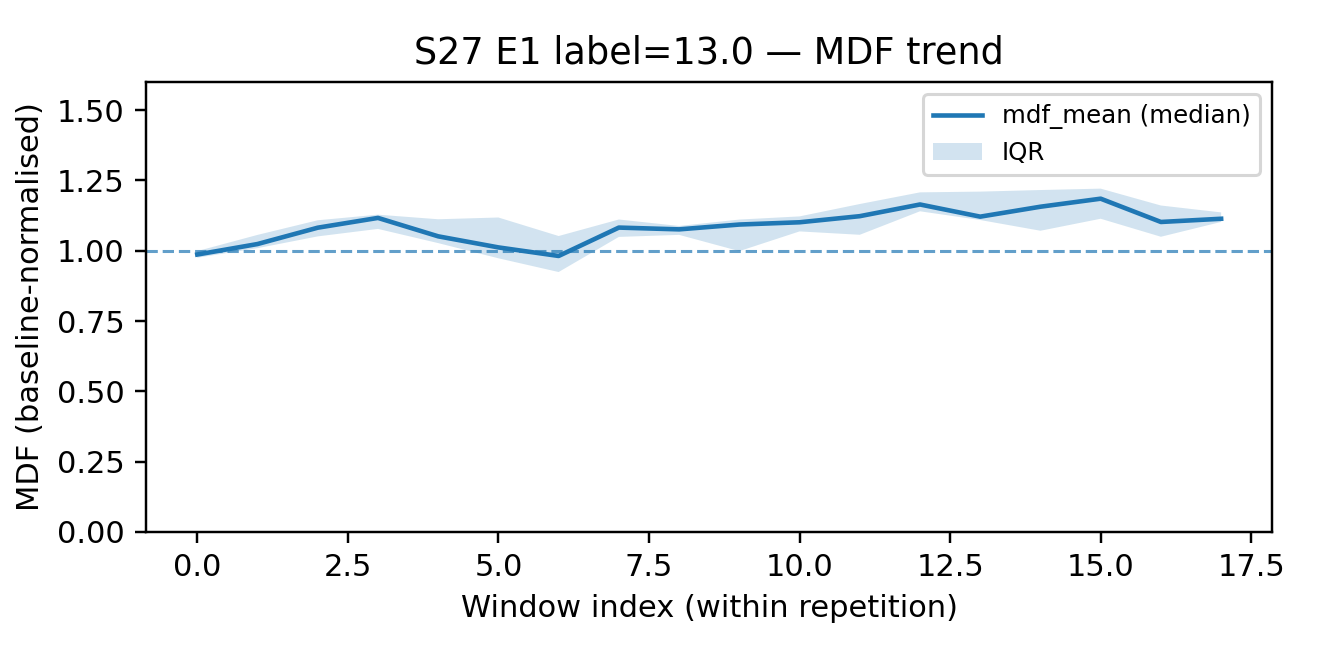 S27 E1 label=13.0 — MDF trend
mdf_mean (median)
IQR
MDF (baseline-normalised)
1.50
1.25
1.00
0.75
0.50
0.25
0.00
0.0 2.5 5.0 7.5 10.0 12.5 15.0 17.5
Window index (within repetition)